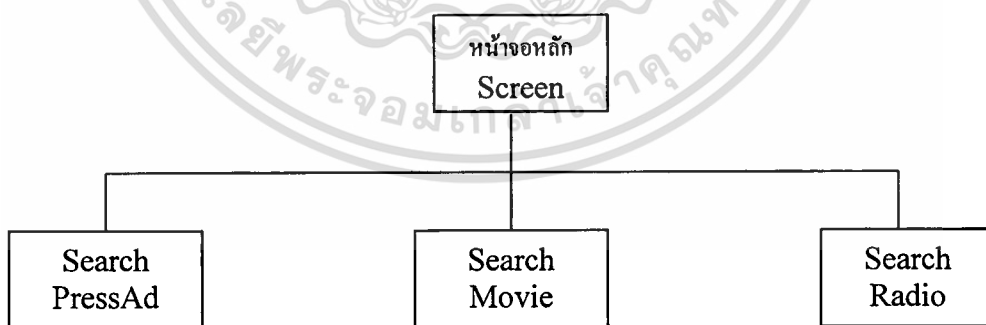 หน้าจอหลัก
Screen
Search
PressAd
Search
Movie
Search
Radio